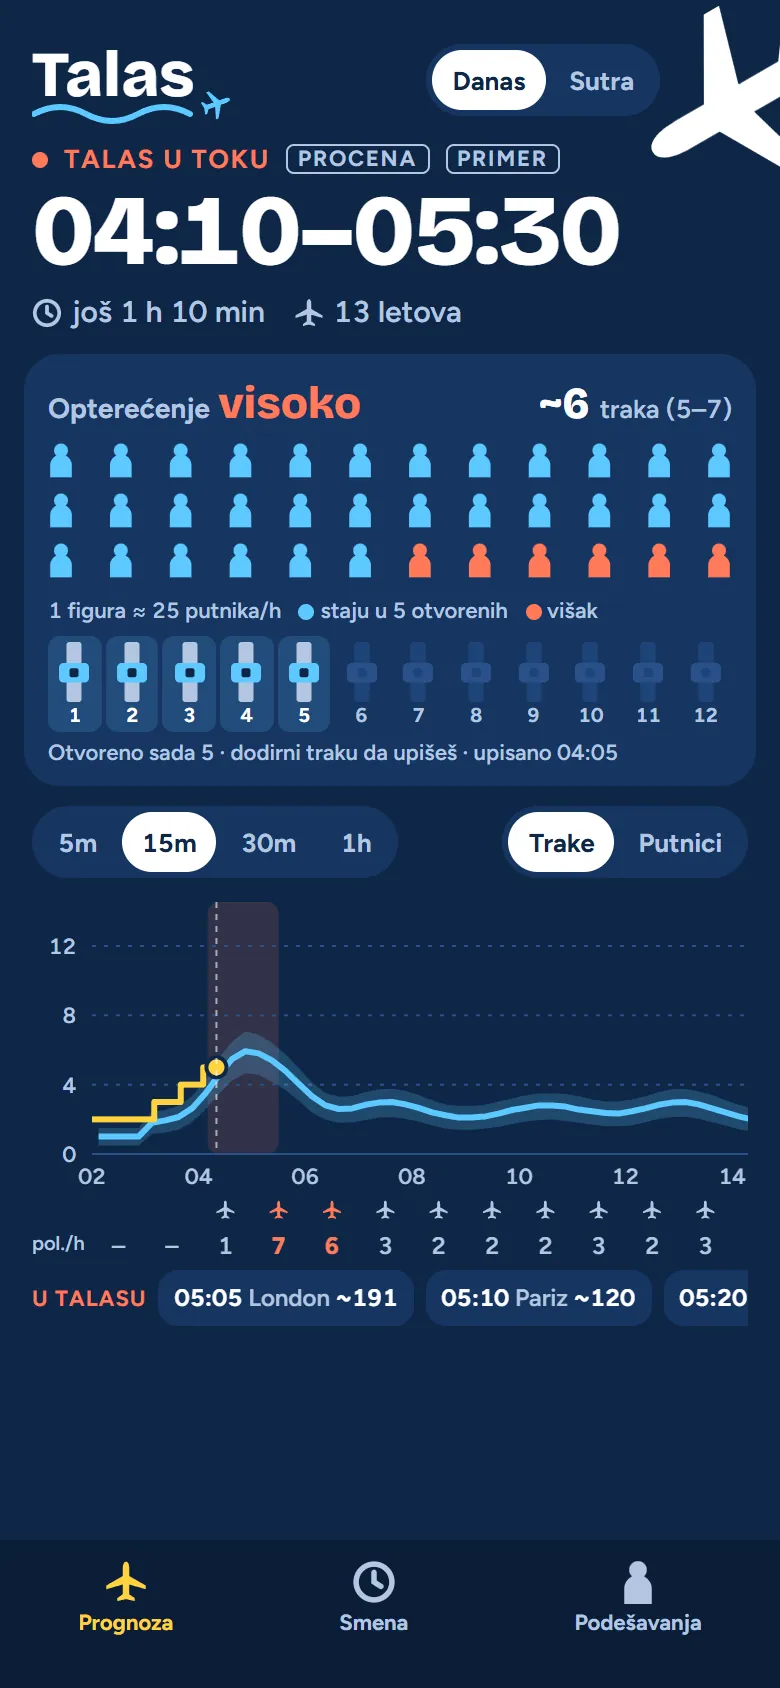 Talas
Danas Sutra
TALAS U TOKU PROCENA PRIMER
04:10–05:30
još 1 h 10 min 13 letova
Opterećenje visoko ~6 traka (5–7)
1 figura ≈ 25 putnika/h staju u 5 otvorenih višak
1 2 3 4 5 6 7 8 9 10 11 12
Otvoreno sada 5 · dodirni traku da upišeš · upisano 04:05
5m 15m 30m 1h Trake Putnici
12
8
4
0
02 04 06 08 10 12 14
pol./h – – 1 7 6 3 2 2 2 3 2 3
U TALASU 05:05 London ~191 05:10 Pariz ~120 05:20
Prognoza Smena Podešavanja